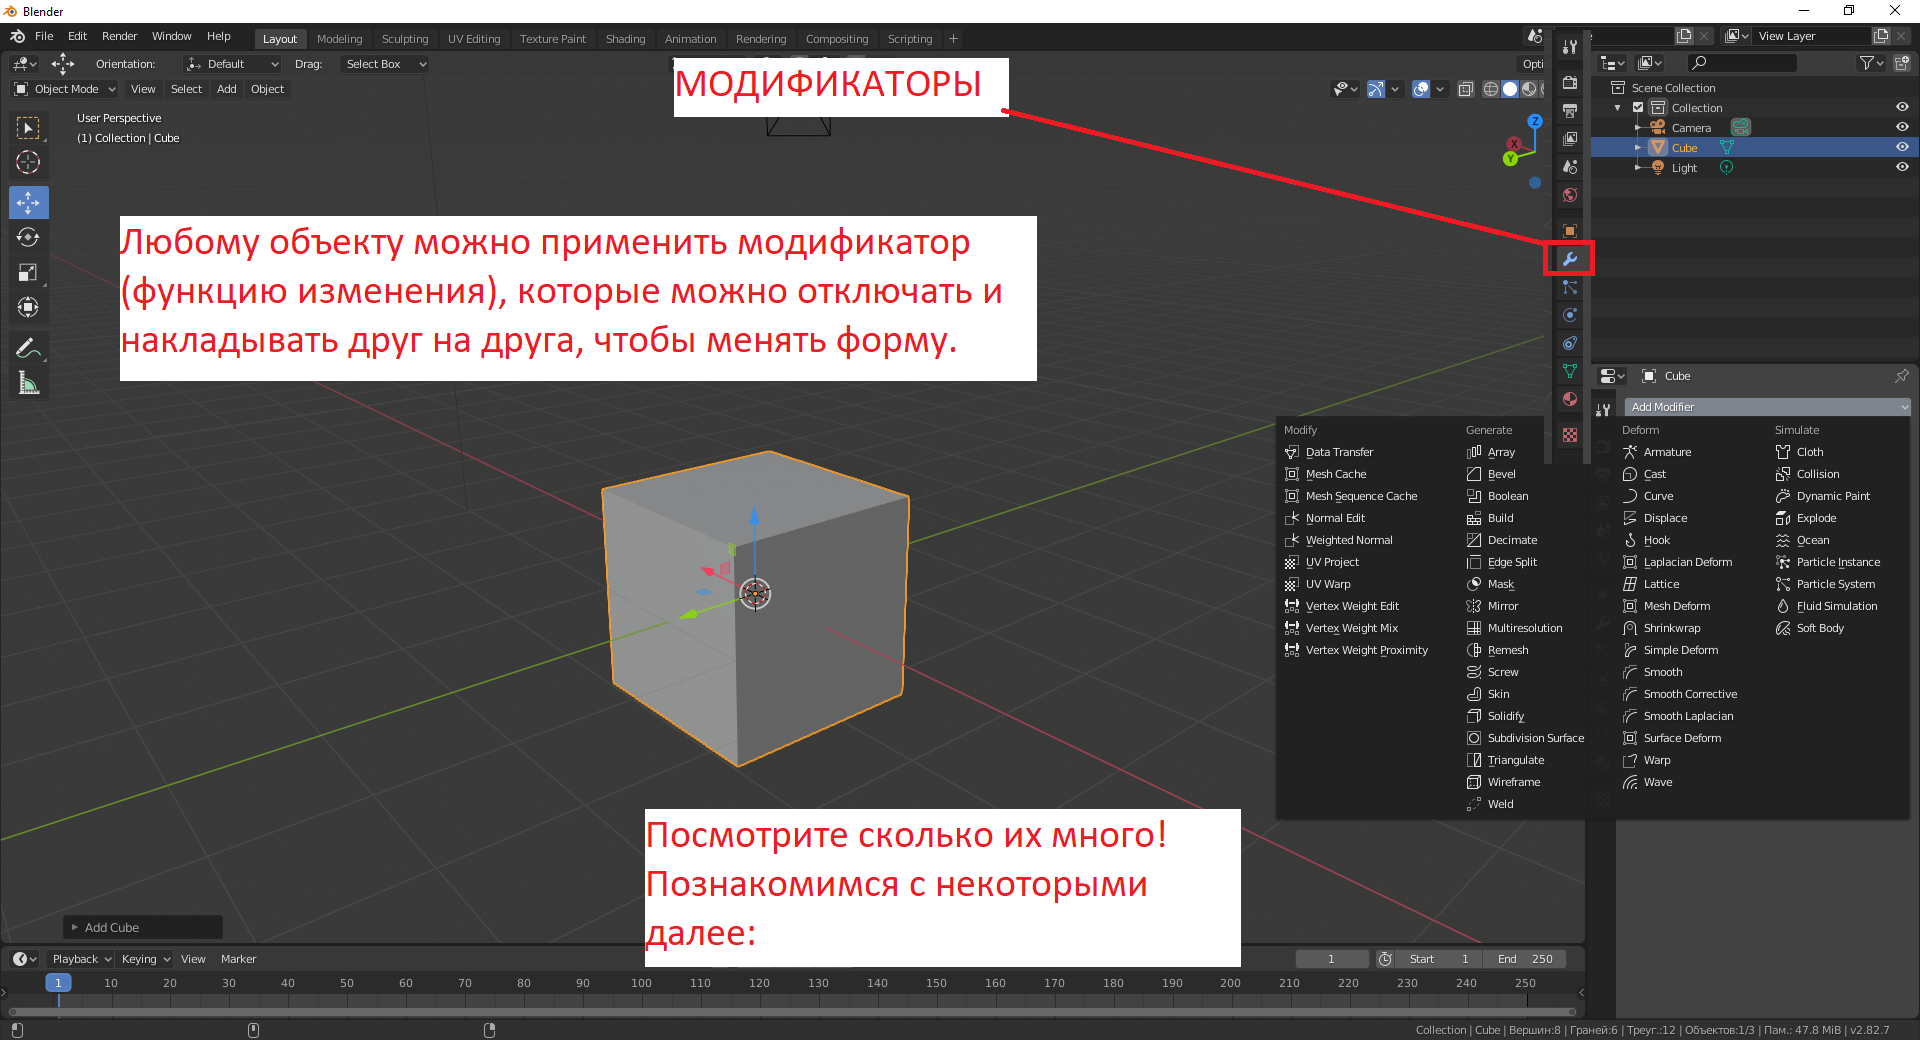 Blender
File Edit Render Window Help Layout Modeling Sculpting UV Editing Texture Paint Shading Animation Rendering Compositing Scripting + View Layer
Orientation: Default Drag: Select Box
Object Mode View Select Add Object
МОДИФИКАТОРЫ
User Perspective
(1) Collection | Cube
Z
X
Y
Scene Collection
Collection
Camera
Cube
Light
Любому объекту можно применить модификатор
(функцию изменения), которые можно отключать и
накладывать друг на друга, чтобы менять форму.
Cube
Add Modifier
Modify
Data Transfer
Mesh Cache
Mesh Sequence Cache
Normal Edit
Weighted Normal
UV Project
UV Warp
Vertex Weight Edit
Vertex Weight Mix
Vertex Weight Proximity
Generate
Array
Bevel
Boolean
Build
Decimate
Edge Split
Mask
Mirror
Multiresolution
Remesh
Screw
Skin
Solidify
Subdivision Surface
Triangulate
Wireframe
Weld
Deform
Armature
Cast
Curve
Displace
Hook
Laplacian Deform
Lattice
Mesh Deform
Shrinkwrap
Simple Deform
Smooth
Smooth Corrective
Smooth Laplacian
Surface Deform
Warp
Wave
Simulate
Cloth
Collision
Dynamic Paint
Explode
Ocean
Particle Instance
Particle System
Fluid Simulation
Soft Body
Посмотрите сколько их много!
Познакомимся с некоторыми
далее:
Add Cube
Playback Keying View Marker 1 Start 1 End 250
1 10 20 30 40 50 60 70 80 90 100 110 120 130 140 150 160 170 180 190 200 210 220 230 240 250
Collection | Cube | Вершин:8 | Граней:6 | Треуг.:12 | Объектов:1/3 | Пам.: 47.8 MiB | v2.82.7